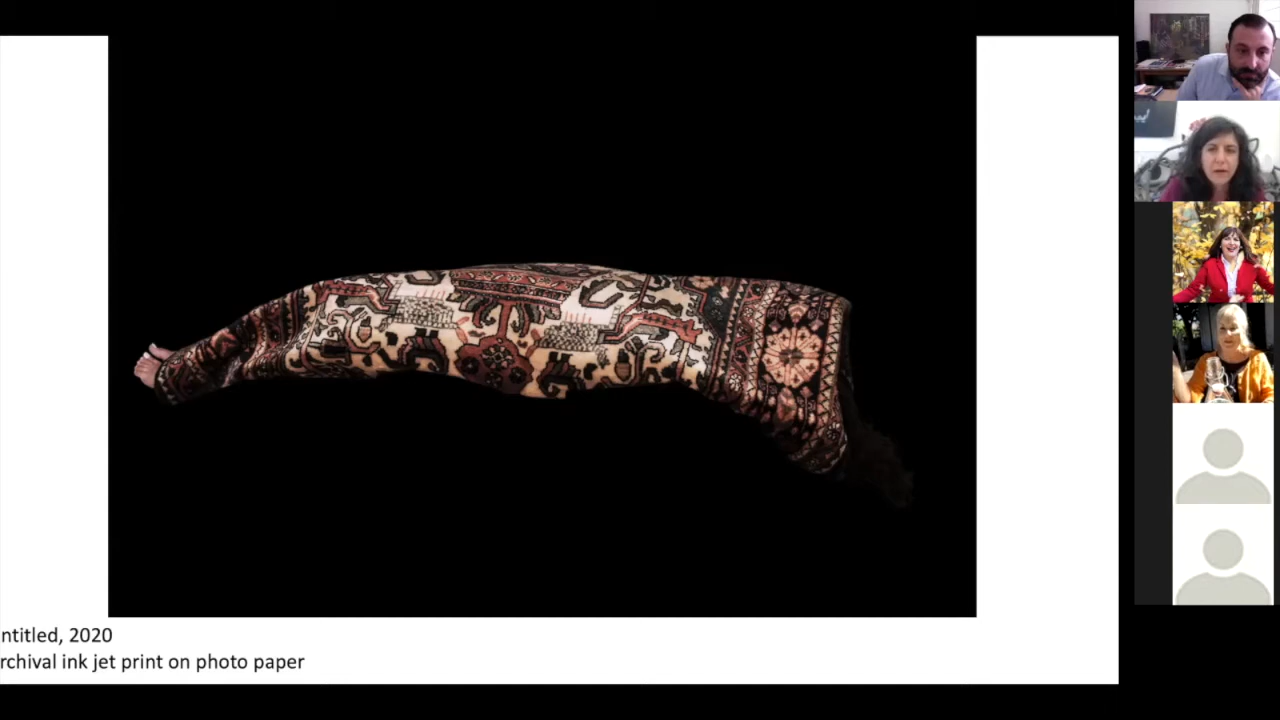 ntitled, 2020
rchival ink jet print on photo paper